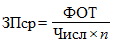 ЗПср = ФОТ / Числ × n